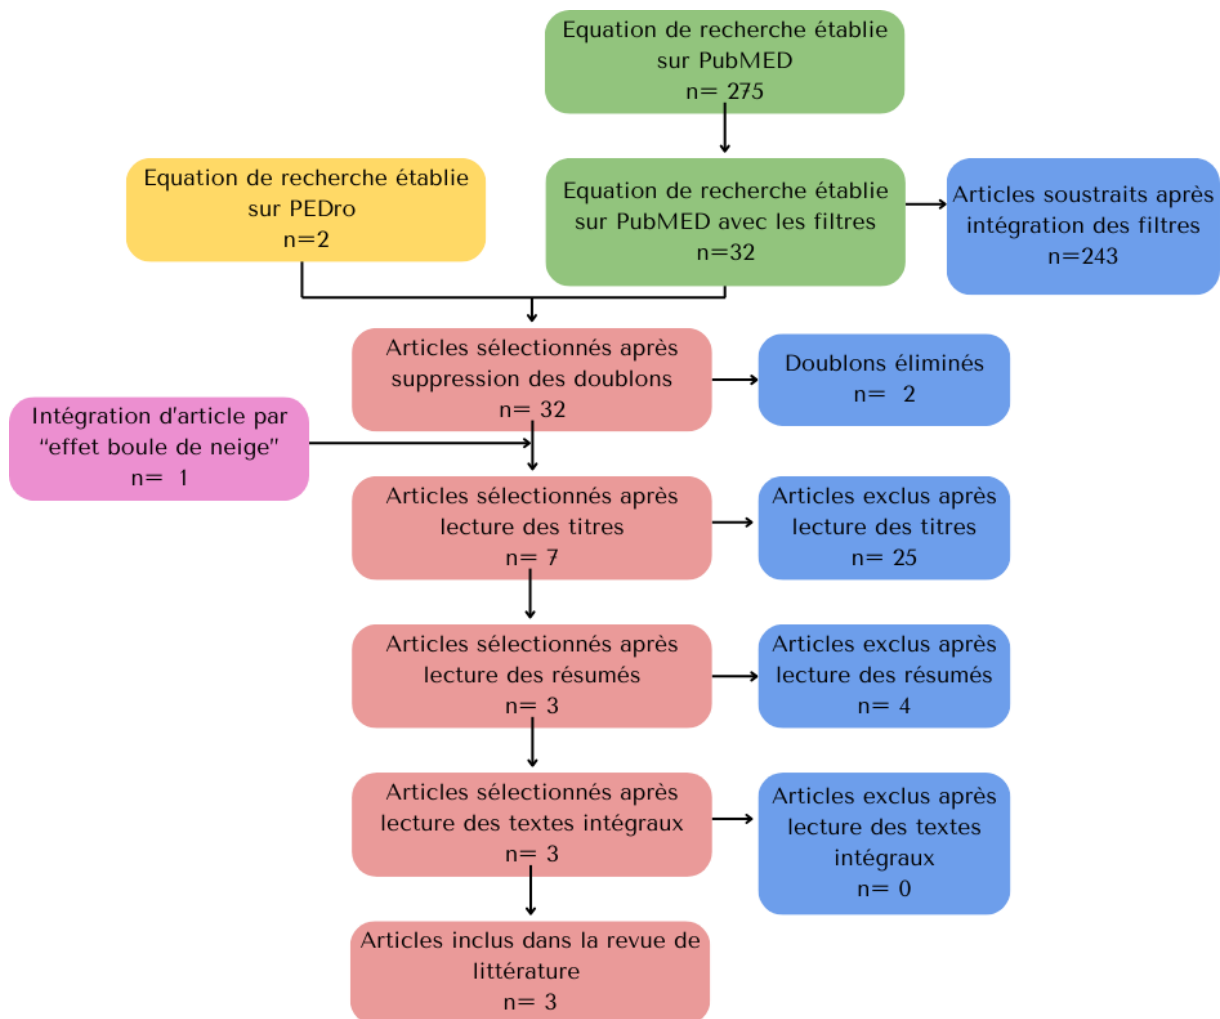 Equation de recherche établie
sur PubMED
n= 275
Equation de recherche établie
sur PEDro
n=2
Equation de recherche établie
sur PubMED avec les filtres
n=32
Articles soustraits après
intégration des filtres
n=243
Articles sélectionnés après
suppression des doublons
n= 32
Doublons éliminés
n= 2
Intégration d'article par
“effet boule de neige”
n= 1
Articles sélectionnés après
lecture des titres
n= 7
Articles exclus après
lecture des titres
n= 25
Articles sélectionnés après
lecture des résumés
n= 3
Articles exclus après
lecture des résumés
n= 4
Articles sélectionnés après
lecture des textes intégraux
n= 3
Articles exclus après
lecture des textes
intégraux
n= 0
Articles inclus dans la revue de
littérature
n= 3